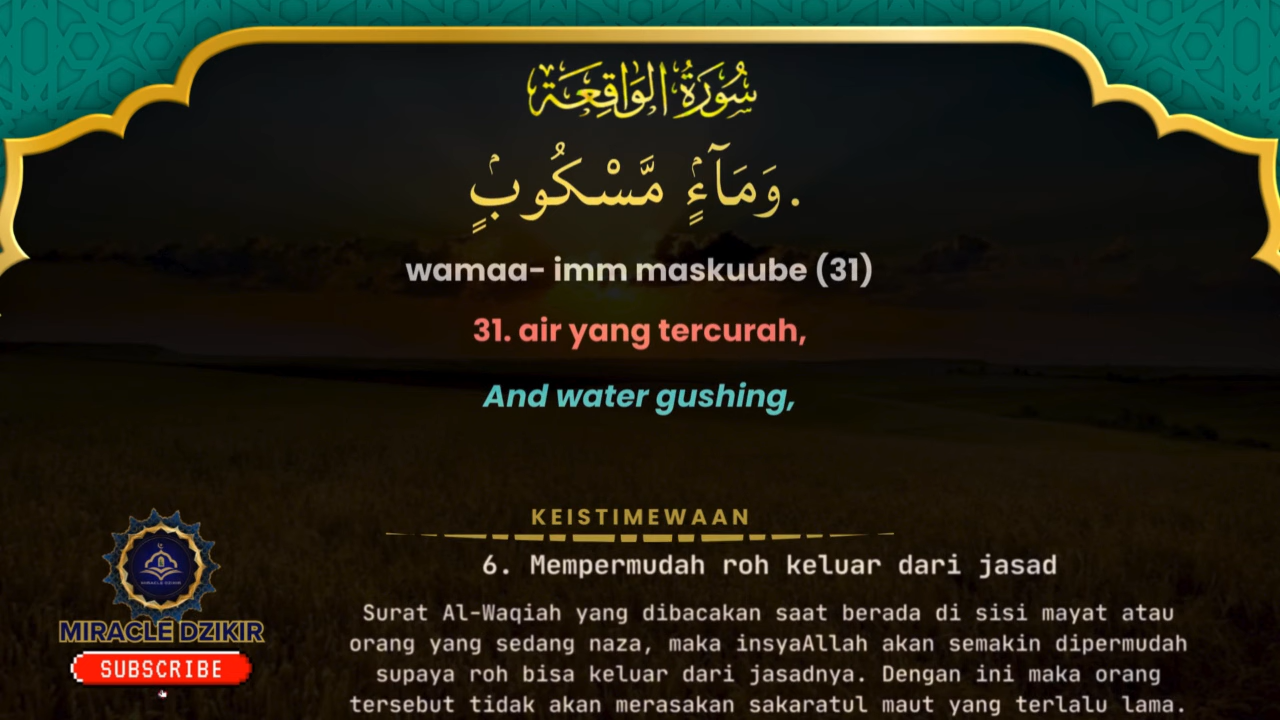 سُورَةُ الوَاقِعَة
وَمَآءٍۢ مَّسْكُوبٍۢ.
wamaa- imm maskuube (31)
31. air yang tercurah,
And water gushing,
KEISTIMEWAAN
6. Mempermudah roh keluar dari jasad
Surat Al-Waqiah yang dibacakan saat berada di sisi mayat atau
orang yang sedang naza, maka insyaAllah akan semakin dipermudah
supaya roh bisa keluar dari jasadnya. Dengan ini maka orang
tersebut tidak akan merasakan sakaratul maut yang terlalu lama.
MIRACLE DZIKIR
MIRACLE DZIKIR
SUBSCRIBE